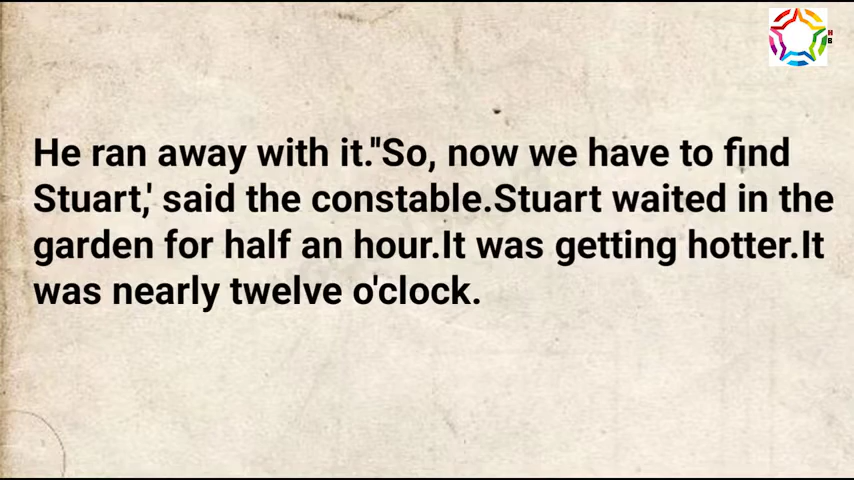 He ran away with it.''So, now we have to find
Stuart,' said the constable.Stuart waited in the
garden for half an hour.It was getting hotter.It
was nearly twelve o'clock.
H
B